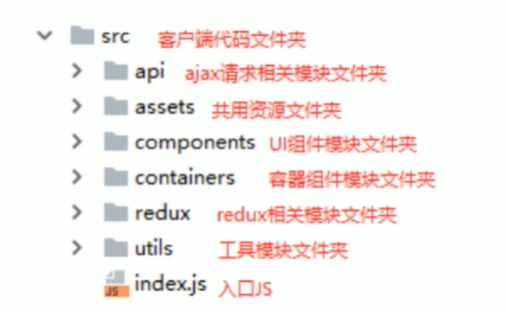 src 客户端代码文件夹
api ajax请求相关模块文件夹
assets 共用资源文件夹
components UI组件模块文件夹
containers 容器组件模块文件夹
redux redux相关模块文件夹
utils 工具模块文件夹
JS index.js 入口JS